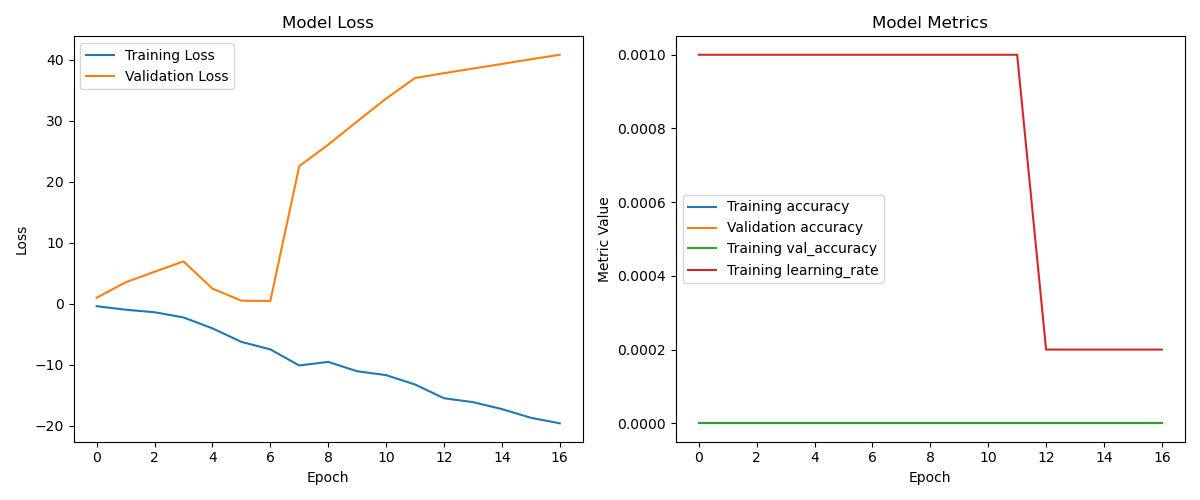 Model Loss
Training Loss
Validation Loss
40
30
20
10
0
−10
−20
Loss
0 2 4 6 8 10 12 14 16
Epoch
Model Metrics
0.0010
0.0008
0.0006
0.0004
0.0002
0.0000
Metric Value
Training accuracy
Validation accuracy
Training val_accuracy
Training learning_rate
0 2 4 6 8 10 12 14 16
Epoch